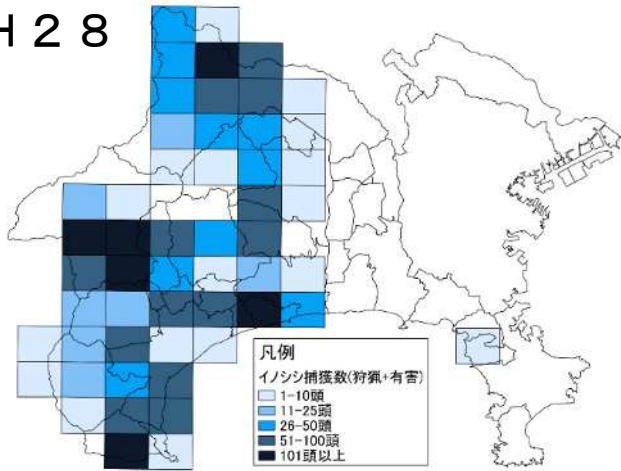 H28
凡例
イノシシ捕獲数(狩猟+有害)
1-10頭
11-25頭
26-50頭
51-100頭
101頭以上